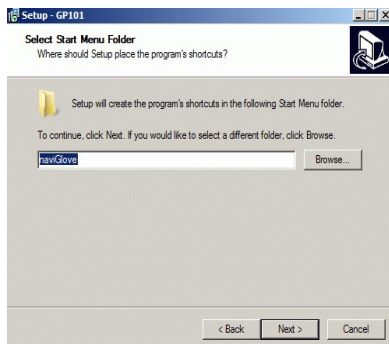 Setup - GP101
Select Start Menu Folder
Where should Setup place the program's shortcuts?
Setup will create the program's shortcuts in the following Start Menu folder.
To continue, click Next. If you would like to select a different folder, click Browse.
naviGlove
Browse...
< Back
Next >
Cancel